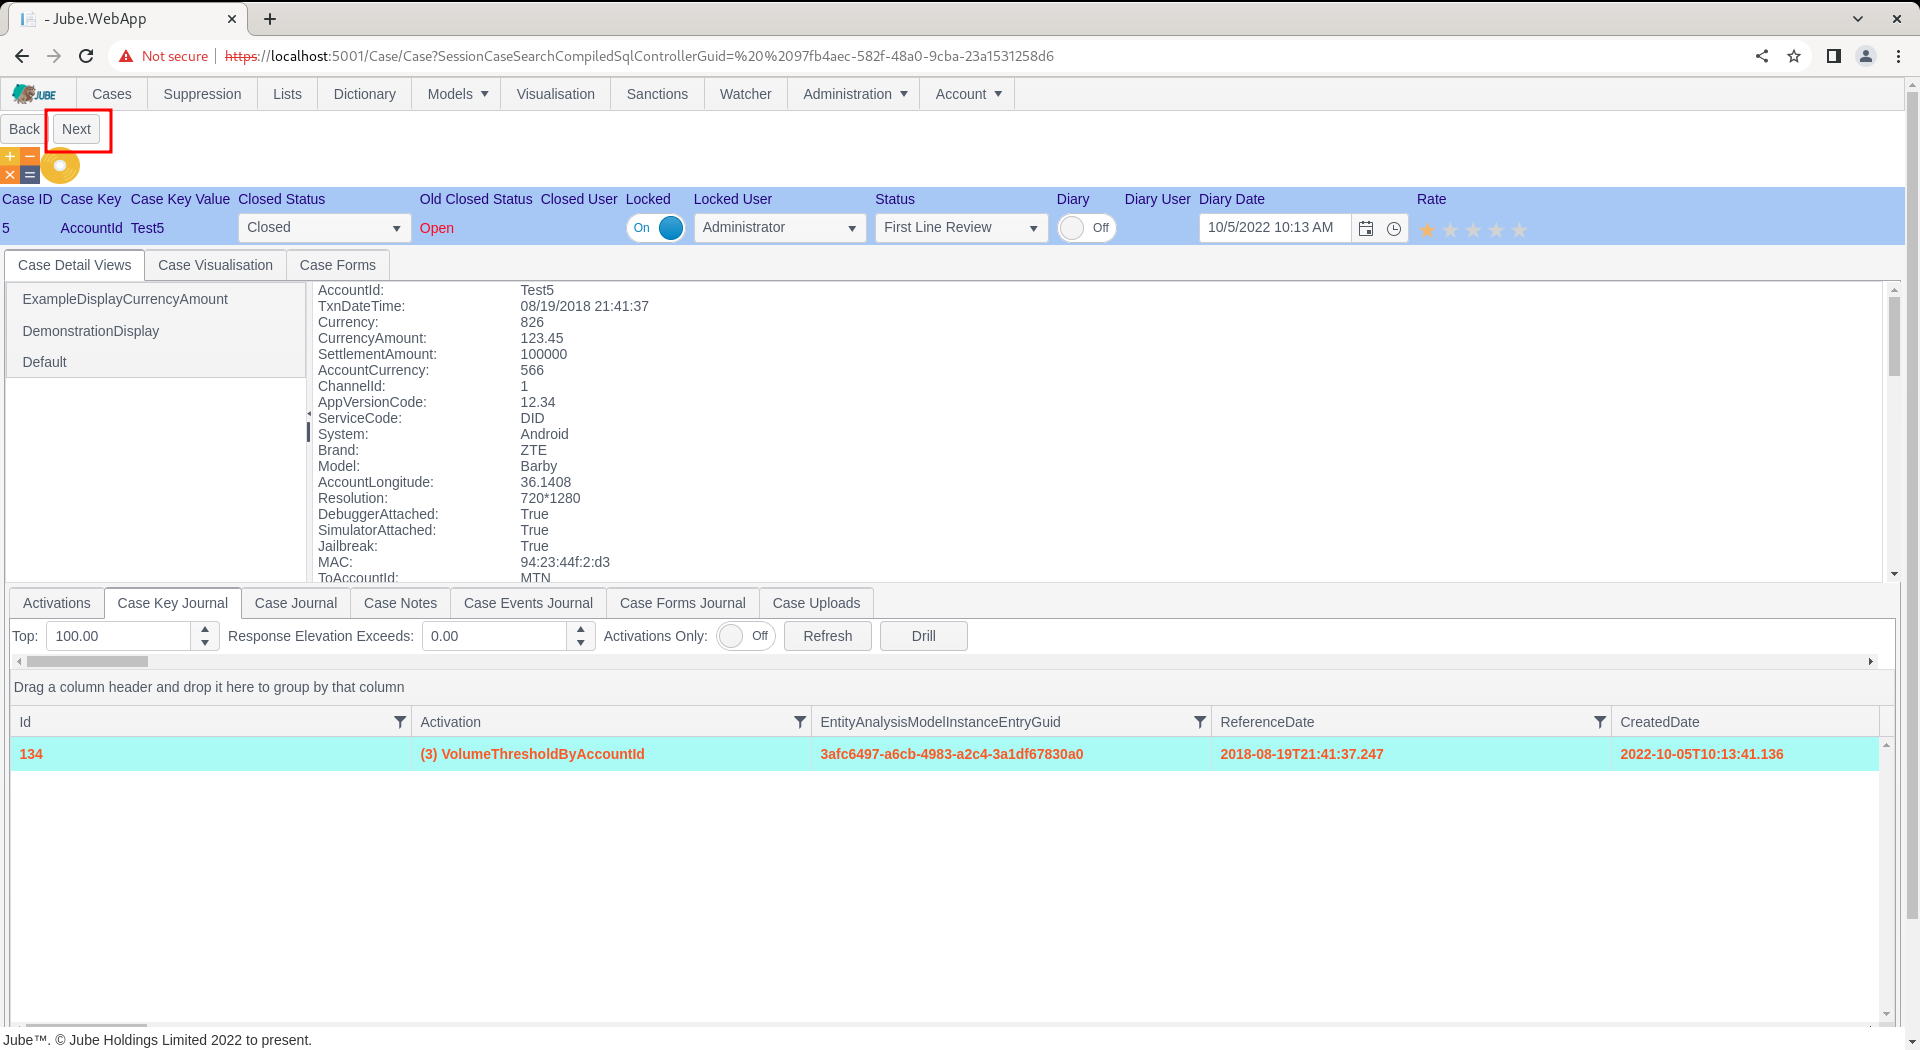 - Jube.WebApp
Not secure https://localhost:5001/Case/Case?SessionCaseSearchCompiledSqlControllerGuid=%20%2097fb4aec-582f-48a0-9cba-23a1531258d6
JUBE Cases Suppression Lists Dictionary Models Visualisation Sanctions Watcher Administration Account
Back Next
Case ID Case Key Case Key Value Closed Status Old Closed Status Closed User Locked Locked User Status Diary Diary User Diary Date Rate
5 AccountId Test5 Closed Open On Administrator First Line Review Off 10/5/2022 10:13 AM
Case Detail Views Case Visualisation Case Forms
ExampleDisplayCurrencyAmount
DemonstrationDisplay
Default
AccountId: Test5
TxnDateTime: 08/19/2018 21:41:37
Currency: 826
CurrencyAmount: 123.45
SettlementAmount: 100000
AccountCurrency: 566
ChannelId: 1
AppVersionCode: 12.34
ServiceCode: DID
System: Android
Brand: ZTE
Model: Barby
AccountLongitude: 36.1408
Resolution: 720*1280
DebuggerAttached: True
SimulatorAttached: True
Jailbreak: True
MAC: 94:23:44f:2:d3
ToAccountId: MTN
Activations Case Key Journal Case Journal Case Notes Case Events Journal Case Forms Journal Case Uploads
Top: 100.00 Response Elevation Exceeds: 0.00 Activations Only: Off Refresh Drill
Drag a column header and drop it here to group by that column
Id Activation EntityAnalysisModelInstanceEntryGuid ReferenceDate CreatedDate
134 (3) VolumeThresholdByAccountId 3afc6497-a6cb-4983-a2c4-3a1df67830a0 2018-08-19T21:41:37.247 2022-10-05T10:13:41.136
Jube™. © Jube Holdings Limited 2022 to present.